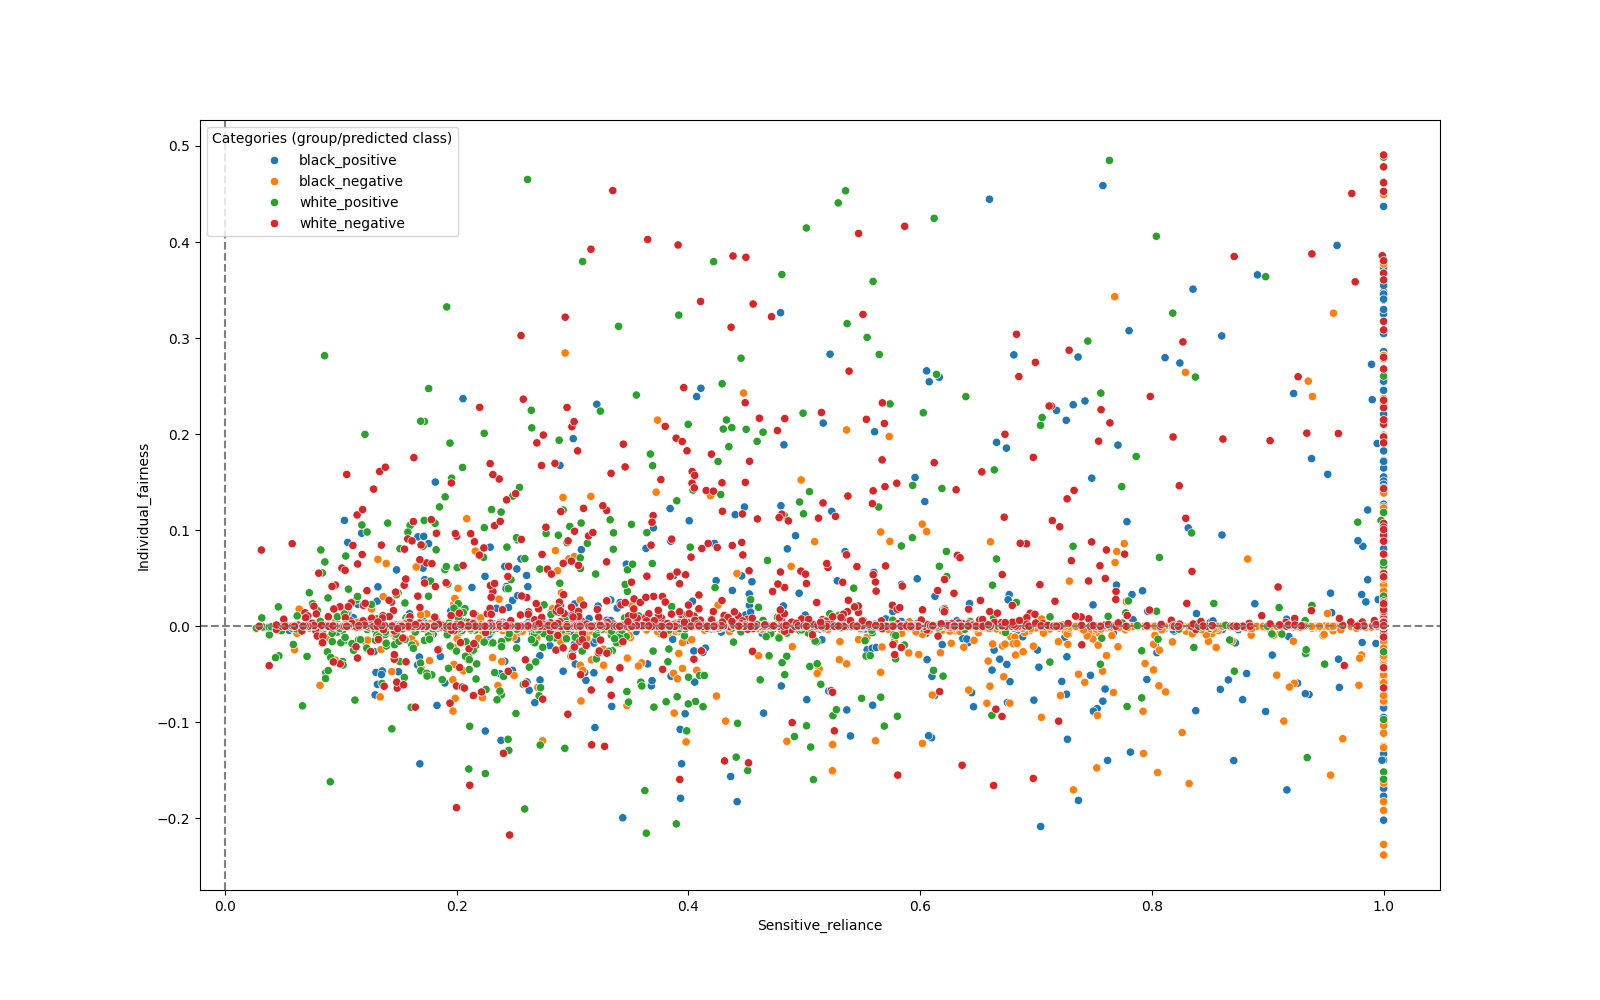 Categories (group/predicted class)
black_positive
black_negative
white_positive
white_negative
0.5
0.4
0.3
0.2
0.1
0.0
−0.1
−0.2
Individual_fairness
0.0
0.2
0.4
0.6
0.8
1.0
Sensitive_reliance